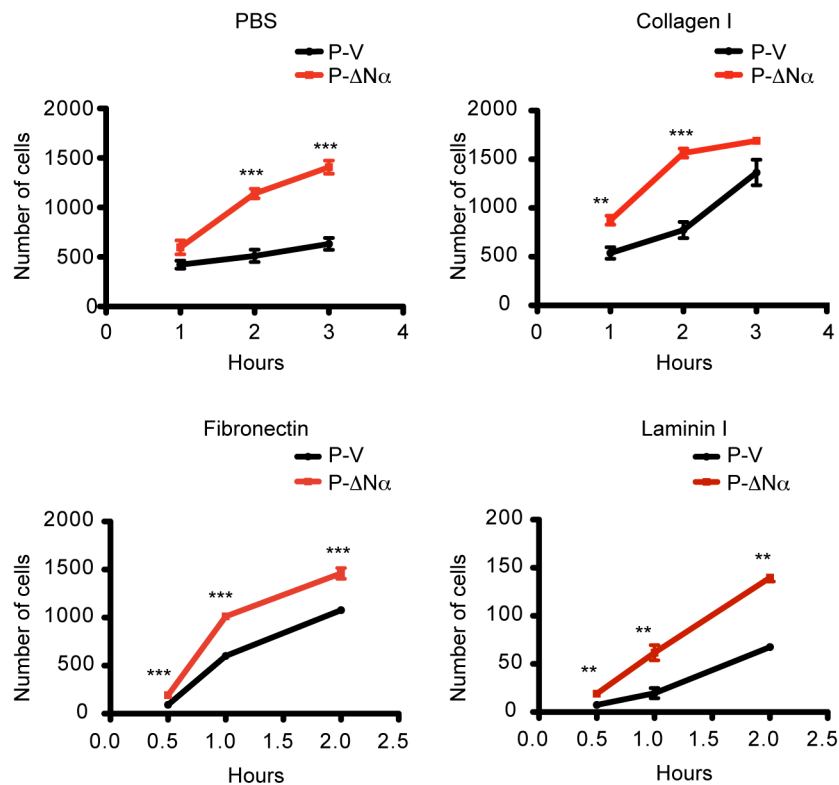 PBS
P-V
P-ΔNα
Number of cells
2000
1500
1000
500
0
***
***
0 1 2 3 4
Hours
Collagen I
P-V
P-ΔNα
Number of cells
2000
1500
1000
500
0
**
***
0 1 2 3 4
Hours
Fibronectin
P-V
P-ΔNα
Number of cells
2000
1500
1000
500
0
***
***
***
0.0 0.5 1.0 1.5 2.0 2.5
Hours
Laminin I
P-V
P-ΔNα
Number of cells
200
150
100
50
0
**
**
**
0.0 0.5 1.0 1.5 2.0 2.5
Hours